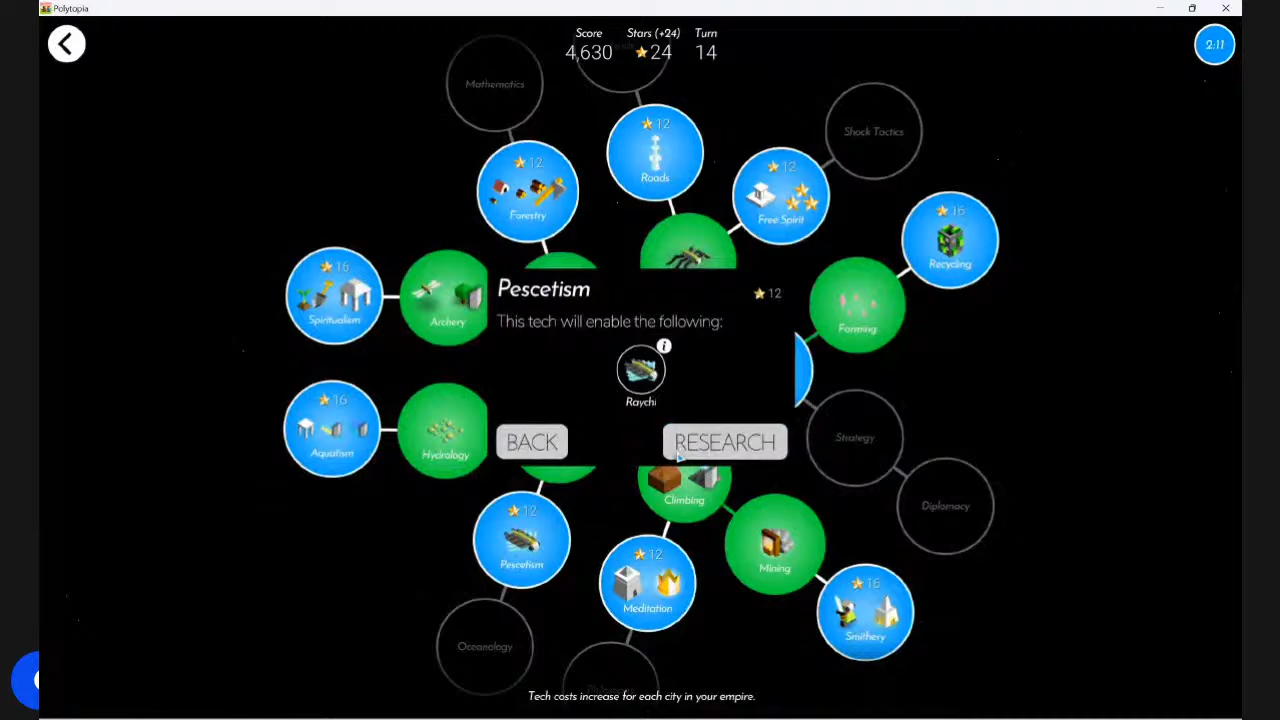 Polytopia
Score
4,630
Stars (+24)
24
Turn
14
2:11
Mathematics
Shock Tactics
12
Roads
12
Forestry
12
Free Spirit
16
Recycling
16
Spiritualism
Archery
Farming
Pescetism
12
This tech will enable the following:
i
Raychi
BACK
RESEARCH
16
Aquatism
Hydrology
Strategy
Diplomacy
Climbing
12
Pescetism
12
Meditation
Mining
16
Smithery
Oceanology
Tech costs increase for each city in your empire.